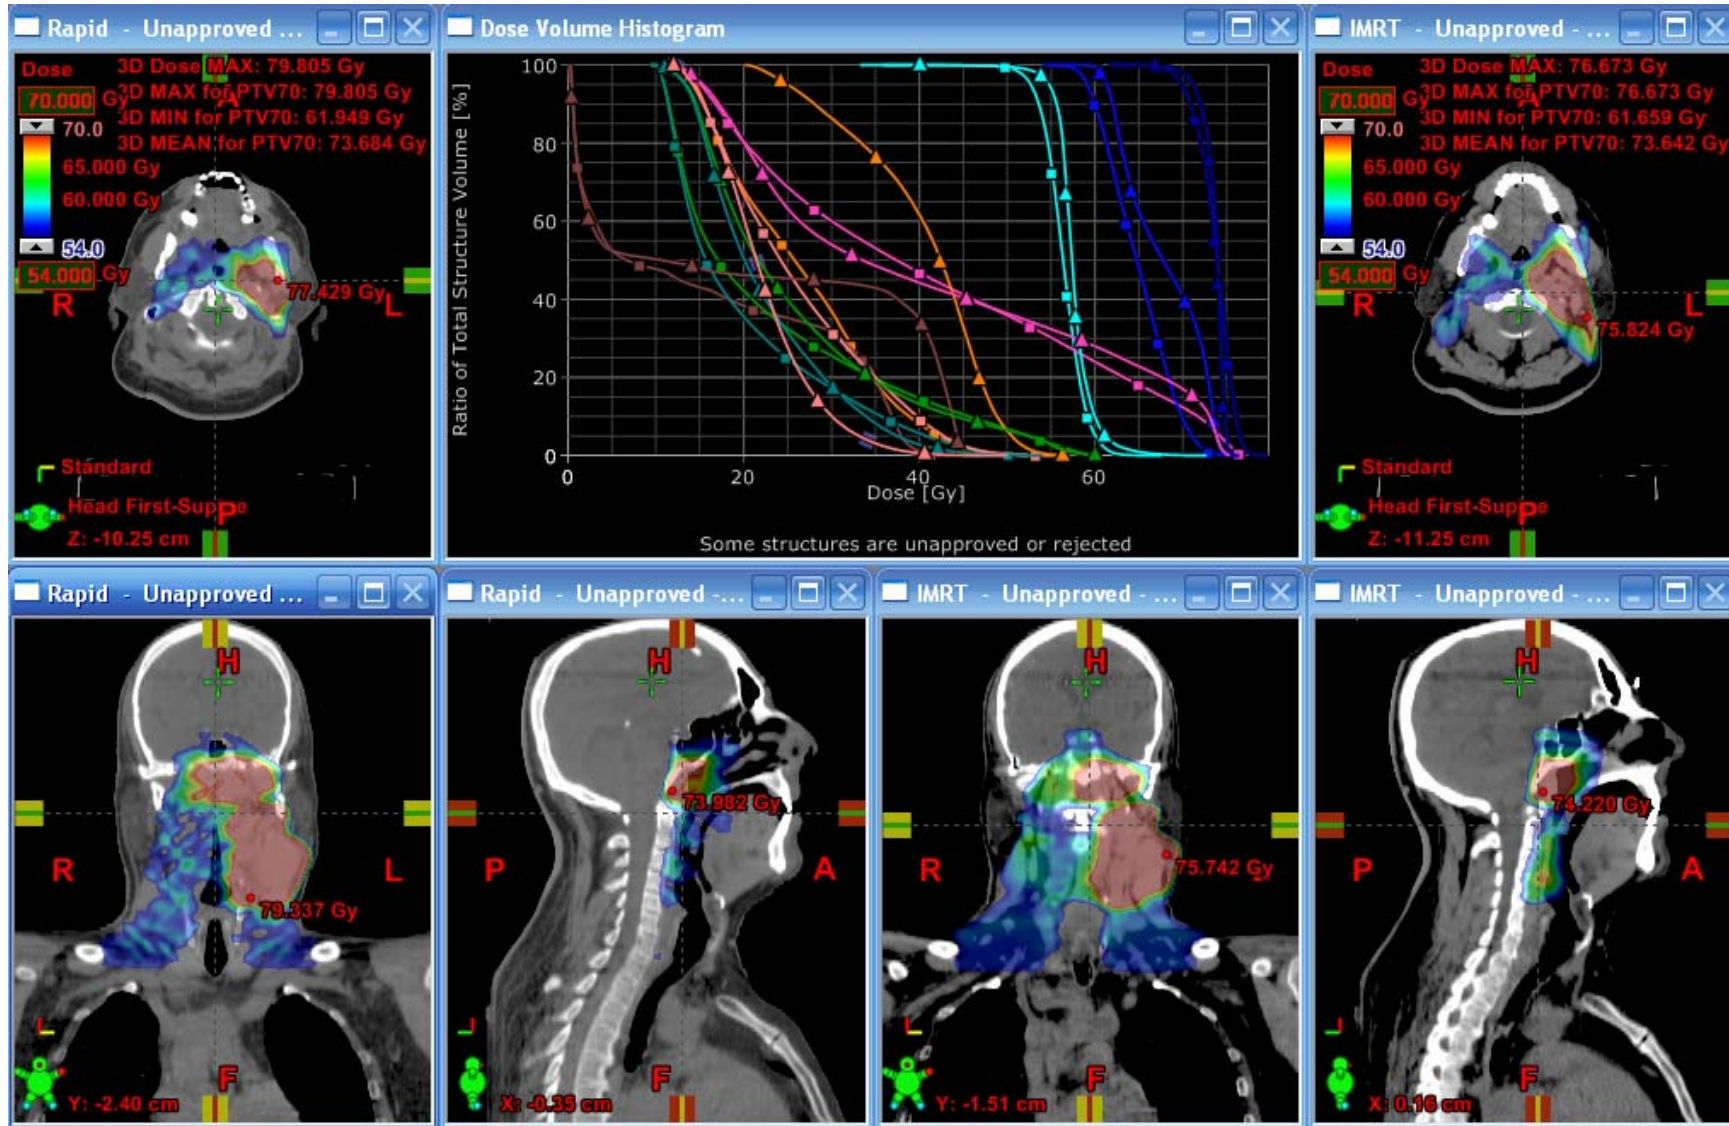 Rapid - Unapproved ...
Dose
3D Dose MAX: 79.805 Gy
70.000 Gy
3D MAX for PTV70: 79.805 Gy
A
70.0
3D MIN for PTV70: 61.949 Gy
3D MEAN for PTV70: 73.684 Gy
65.000 Gy
60.000 Gy
54.0
54.000 Gy
77.429 Gy
R
L
Standard
Head First-Supine
P
Z: -10.25 cm
Dose Volume Histogram
Ratio of Total Structure Volume [%]
100
80
60
40
20
0
0
20
40
60
Dose [Gy]
Some structures are unapproved or rejected
IMRT - Unapproved - ...
Dose
3D Dose MAX: 76.673 Gy
70.000 Gy
3D MAX for PTV70: 76.673 Gy
A
70.0
3D MIN for PTV70: 61.659 Gy
3D MEAN for PTV70: 73.642 Gy
65.000 Gy
60.000 Gy
54.0
54.000 Gy
75.824 Gy
R
L
Standard
Head First-Supine
P
Z: -11.25 cm
Rapid - Unapproved ...
H
R
L
79.337 Gy
L
F
Y: -2.40 cm
Rapid - Unapproved -...
H
73.982 Gy
P
A
F
X: -0.35 cm
IMRT - Unapproved - ...
H
L
75.742 Gy
R
L
F
Y: -1.51 cm
IMRT - Unapproved - ...
H
74.220 Gy
P
A
F
X: 0.16 cm